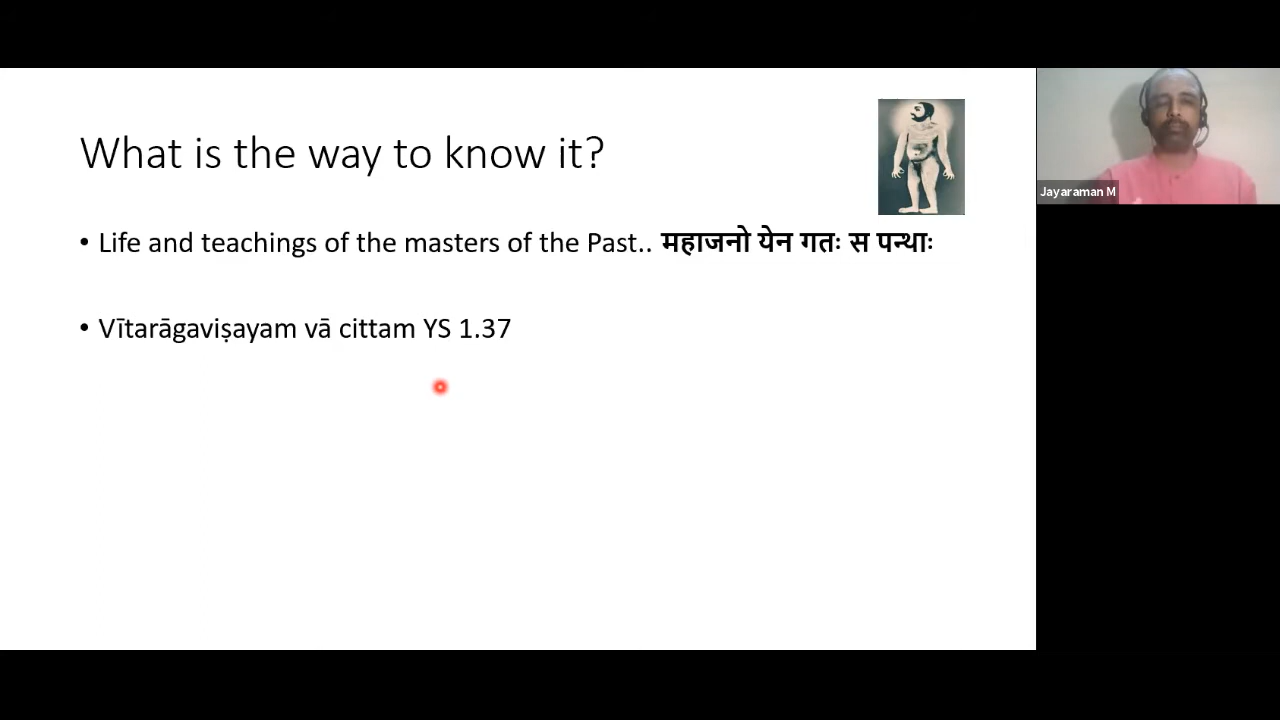 What is the way to know it?
• Life and teachings of the masters of the Past.. महाजनो येन गतः स पन्थाः
• Vītarāgaviṣayam vā cittam YS 1.37
Jayaraman M